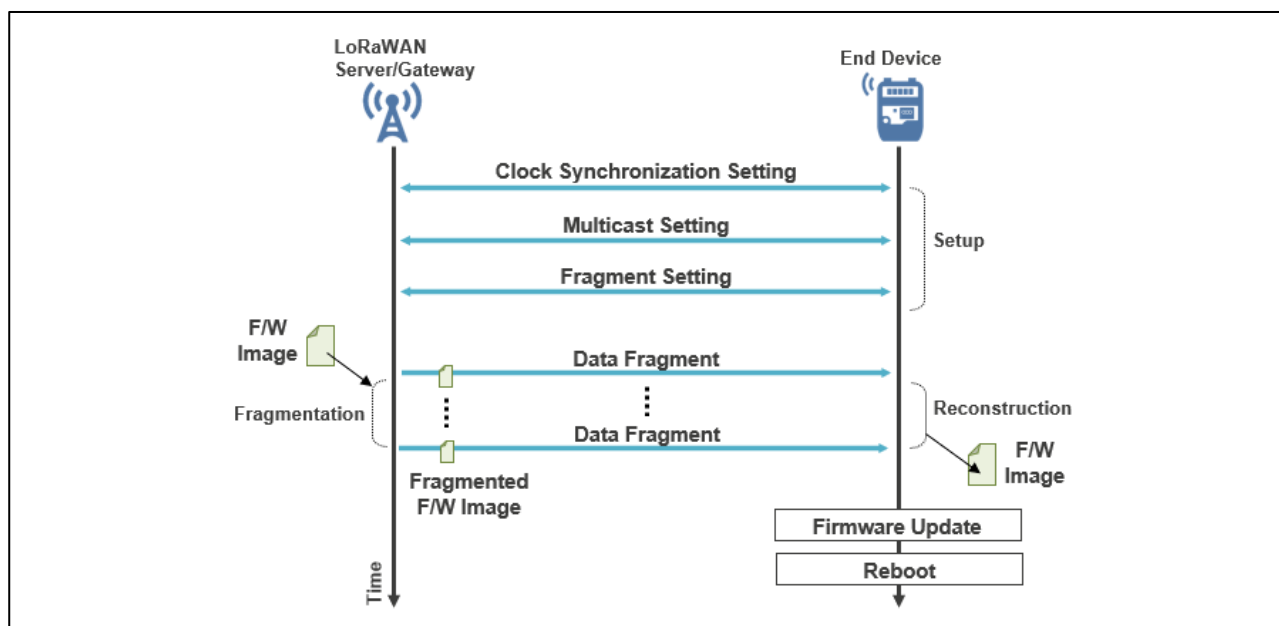 LoRaWAN
Server/Gateway
End Device
Clock Synchronization Setting
Multicast Setting
Setup
Fragment Setting
F/W
Image
Data Fragment
Fragmentation
Reconstruction
Data Fragment
F/W
Image
Fragmented
F/W Image
Firmware Update
Reboot
Time